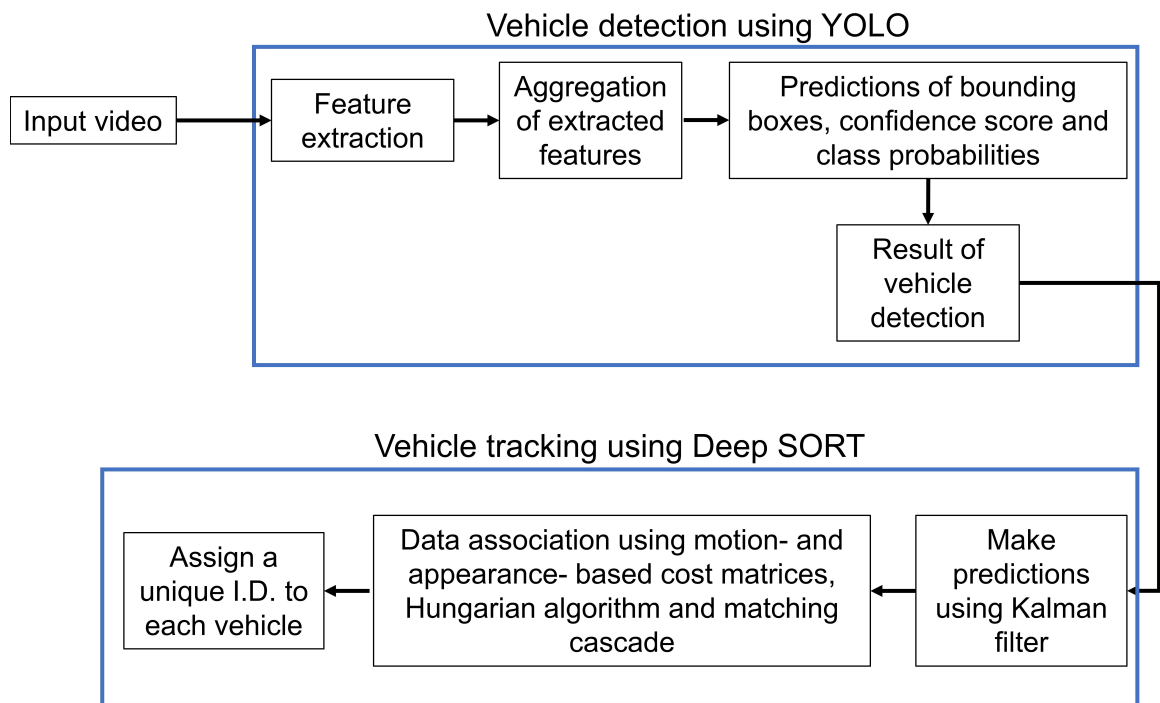 Vehicle detection using YOLO
Input video
Feature
extraction
Aggregation
of extracted
features
Predictions of bounding
boxes, confidence score and
class probabilities
Result of
vehicle
detection
Vehicle tracking using Deep SORT
Make
predictions
using Kalman
filter
Data association using motion- and
appearance- based cost matrices,
Hungarian algorithm and matching
cascade
Assign a
unique I.D. to
each vehicle